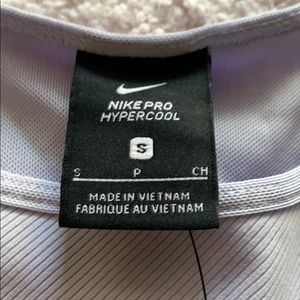 NIKE PRO
HYPERCOOL
S
S P CH
MADE IN VIETNAM
FABRIQUE AU VIETNAM